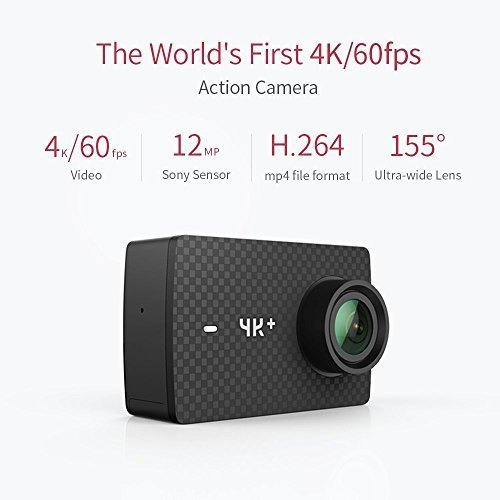 The World's First 4K/60fps
Action Camera
4K/60fps
Video
12MP
Sony Sensor
H.264
mp4 file format
155°
Ultra-wide Lens
4K+